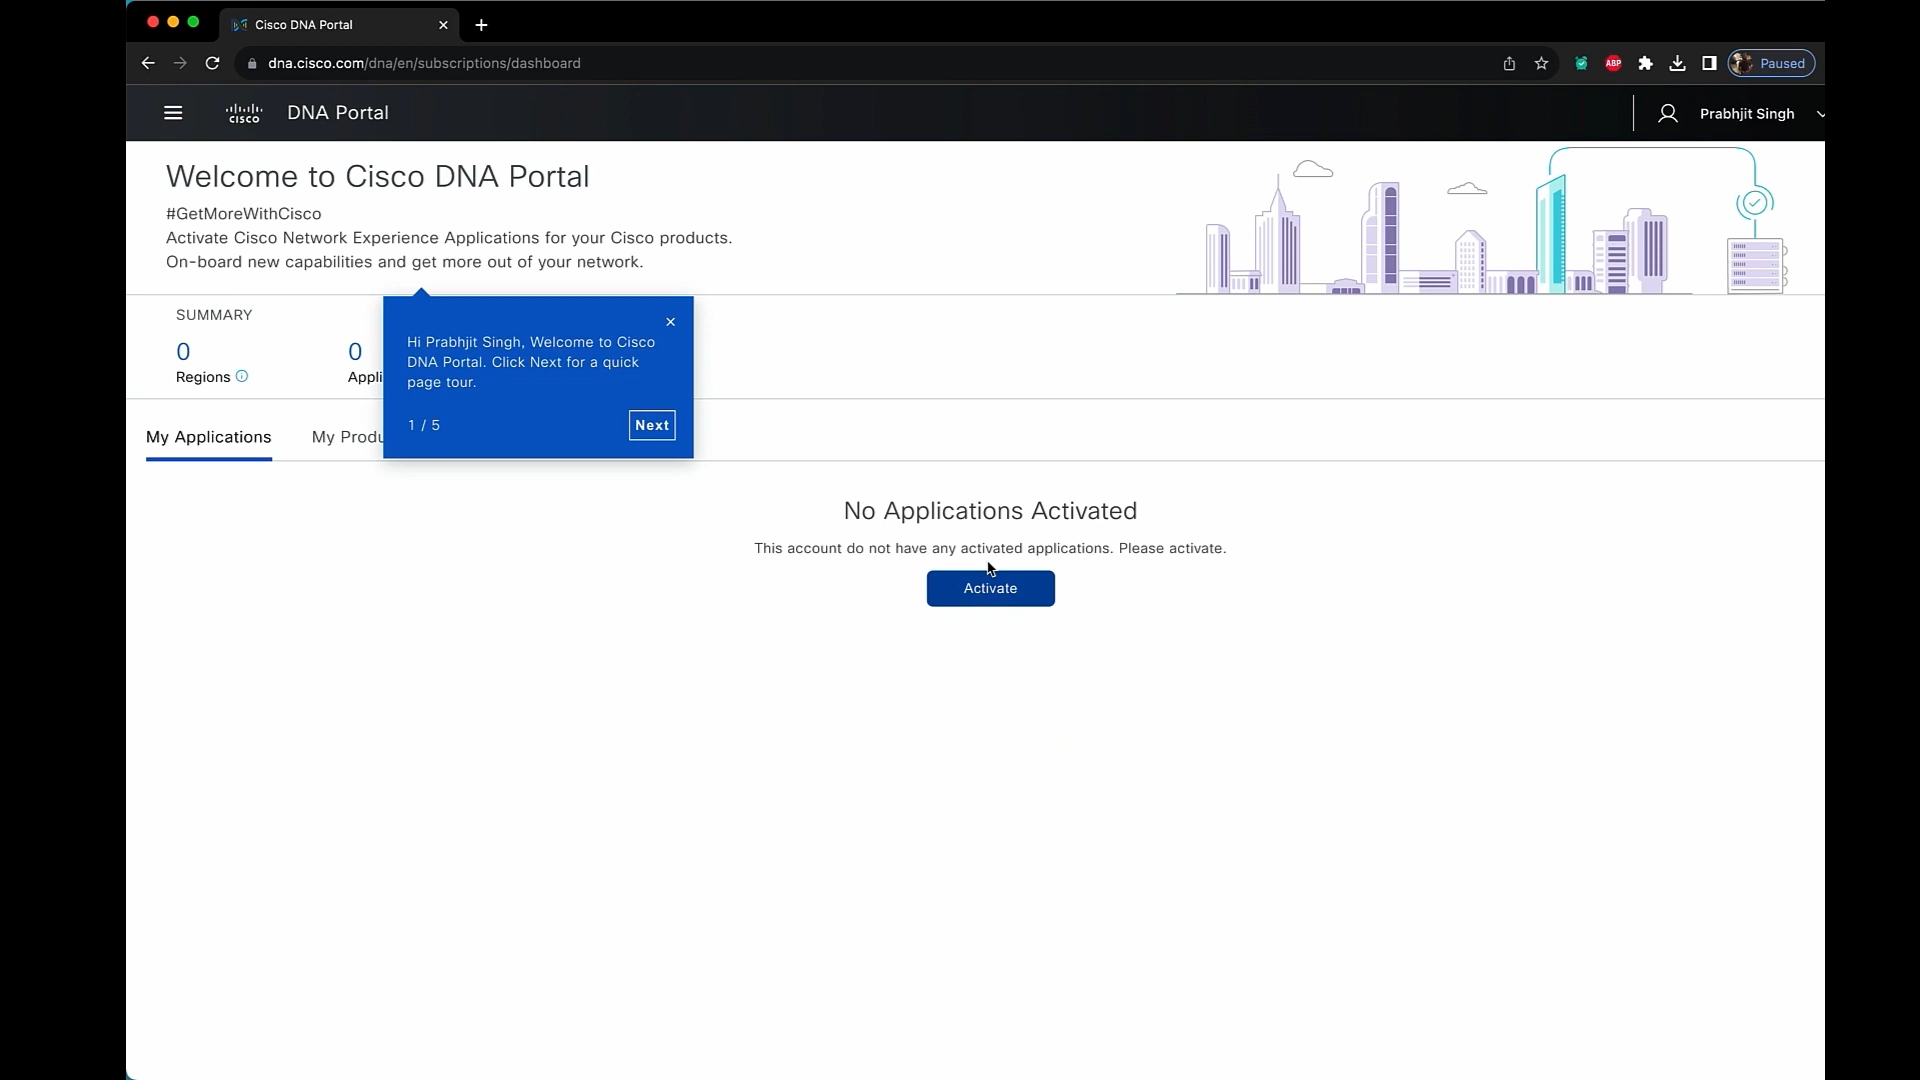 Cisco DNA Portal
dna.cisco.com/dna/en/subscriptions/dashboard
ABP
Paused
cisco
DNA Portal
Prabhjit Singh
Welcome to Cisco DNA Portal
#GetMoreWithCisco
Activate Cisco Network Experience Applications for your Cisco products.
On-board new capabilities and get more out of your network.
SUMMARY
0
Regions
0
Appli
Hi Prabhjit Singh, Welcome to Cisco
DNA Portal. Click Next for a quick
page tour.
1 / 5
Next
My Applications
My Produ
No Applications Activated
This account do not have any activated applications. Please activate.
Activate